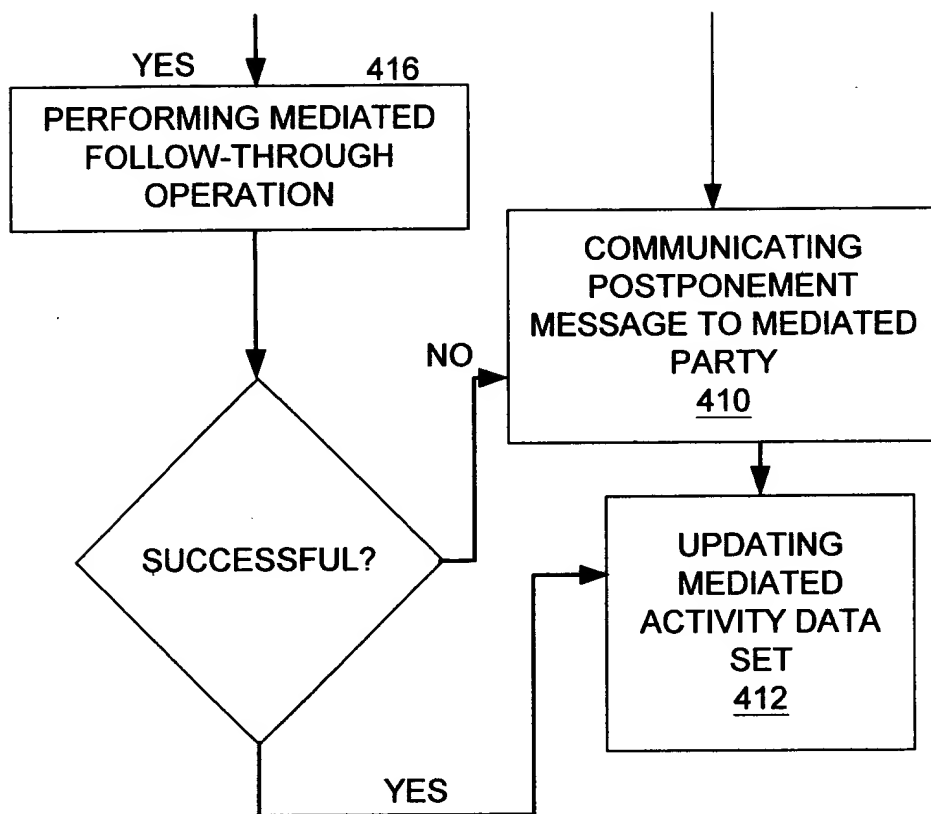 YES
416
PERFORMING MEDIATED
FOLLOW-THROUGH
OPERATION
COMMUNICATING
POSTPONEMENT
MESSAGE TO MEDIATED
PARTY
410
NO
SUCCESSFUL?
UPDATING
MEDIATED
ACTIVITY DATA
SET
412
YES